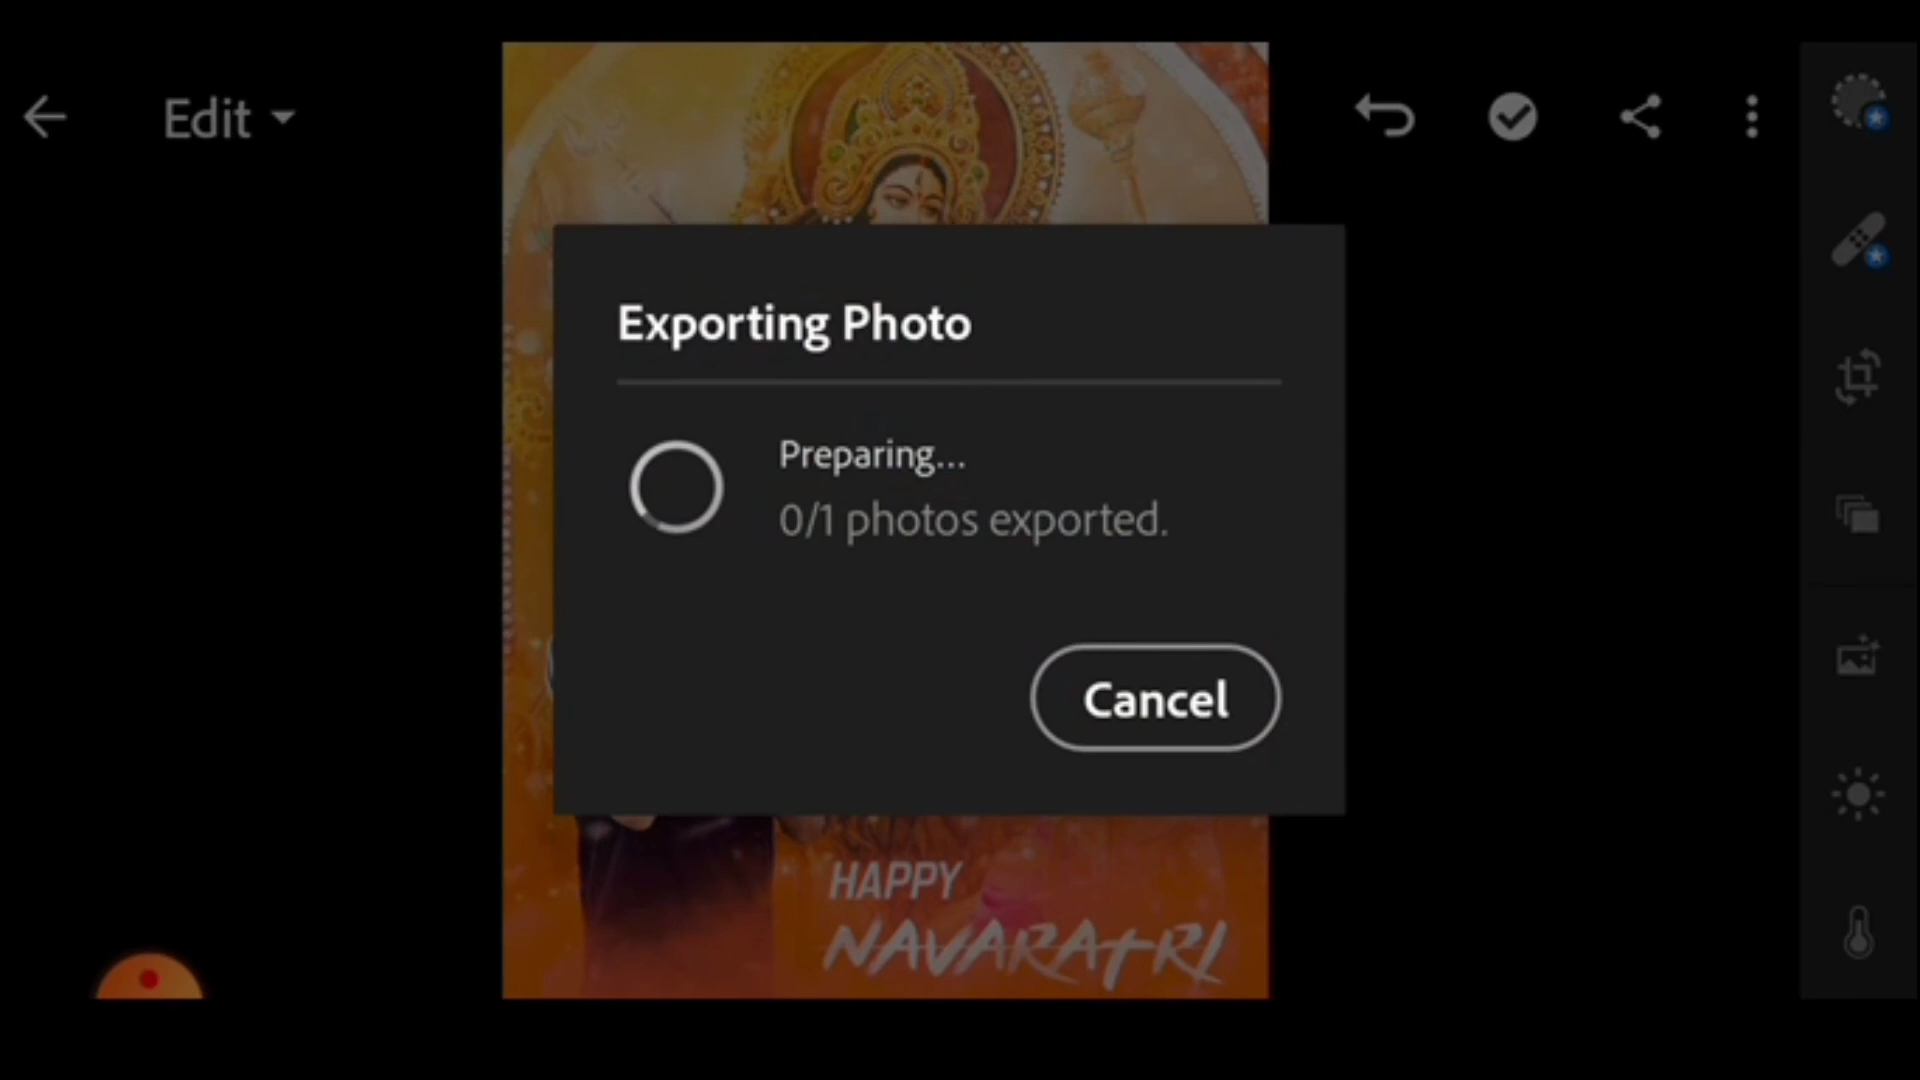 Edit
Exporting Photo
Preparing...
0/1 photos exported.
Cancel
HAPPY
NAVARATRI